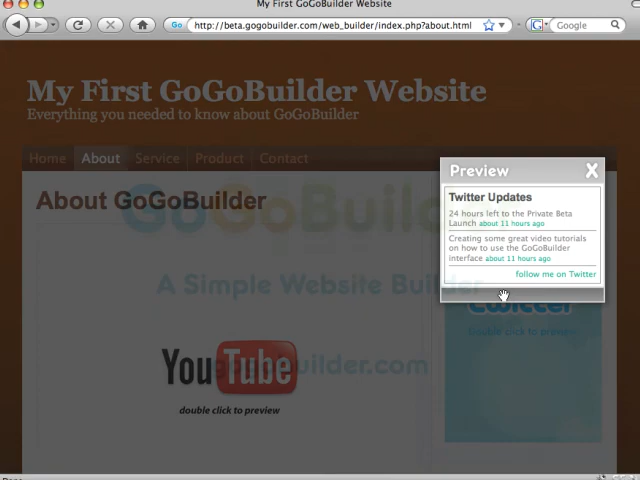 My First GoGoBuilder Website
Go http://beta.gogobuilder.com/web_builder/index.php?about.html
G Google
My First GoGoBuilder Website
Everything you needed to know about GoGoBuilder
Home About Service Product Contact
Preview X
About GoGoBuilder
GoGoBuil
Twitter Updates
24 hours left to the Private Beta
Launch about 11 hours ago
Creating some great video tutorials
on how to use the GoGoBuilder
interface about 11 hours ago
follow me on Twitter
A Simple Website Builder
twitter
Double click to preview
YouTube
gogobuilder.com
double click to preview